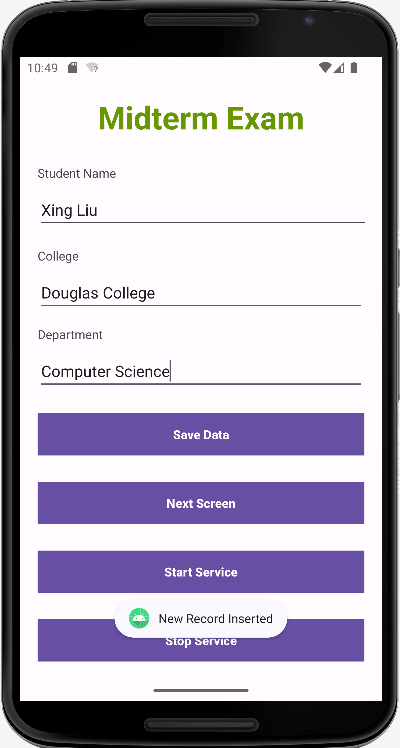 10:49
Midterm Exam
Student Name
Xing Liu
College
Douglas College
Department
Computer Science
Save Data
Next Screen
Start Service
New Record Inserted
Stop Service